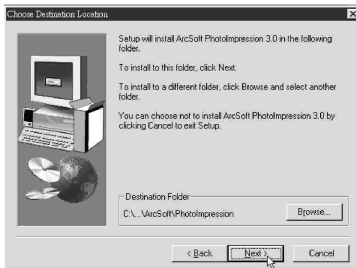 Choose Destination Location
Setup will install ArcSoft PhotoImpression 3.0 in the following
folder.
To install to this folder, click Next.
To install to a different folder, click Browse and select another
folder.
You can choose not to install ArcSoft PhotoImpression 3.0 by
clicking Cancel to exit Setup.
Destination Folder
C:\...\ArcSoft\PhotoImpression
Browse...
< Back
Next >
Cancel